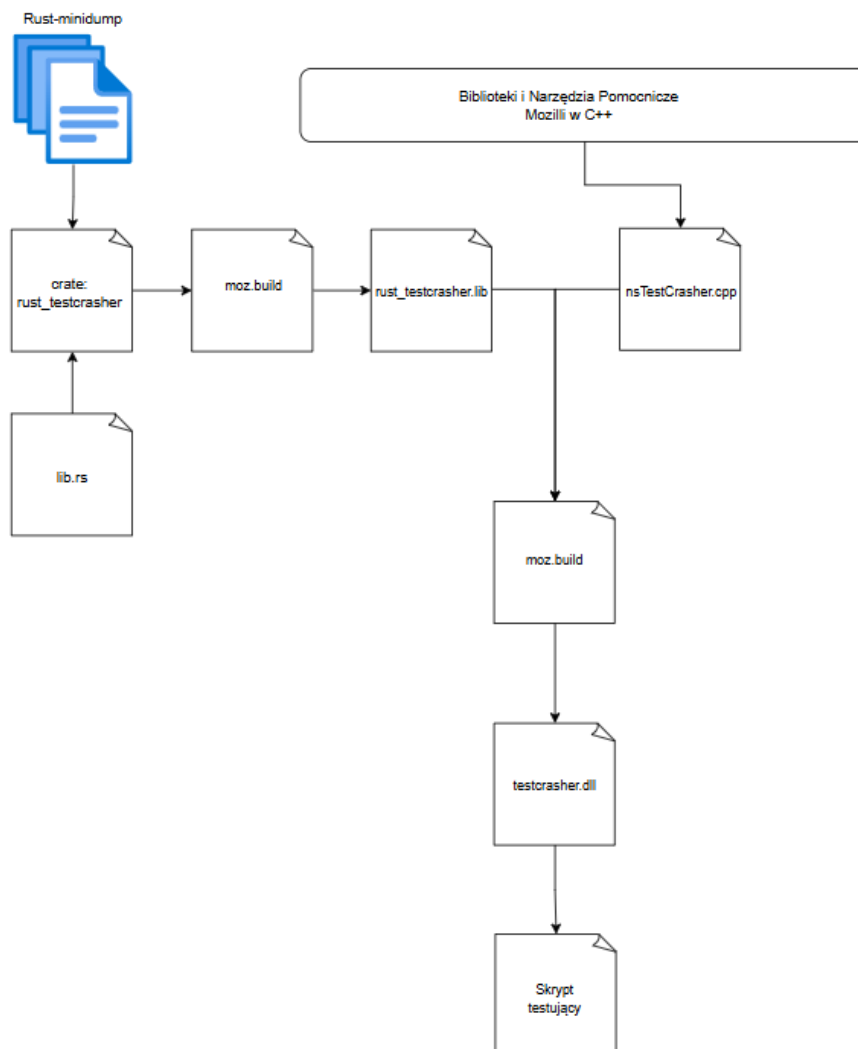 Rust-minidump
Biblioteki i Narzędzia Pomocnicze
Mozilli w C++
crate:
rust_testcrasher
moz.build
rust_testcrasher.lib
nsTestCrasher.cpp
lib.rs
moz.build
testcrasher.dll
Skrypt
testujący